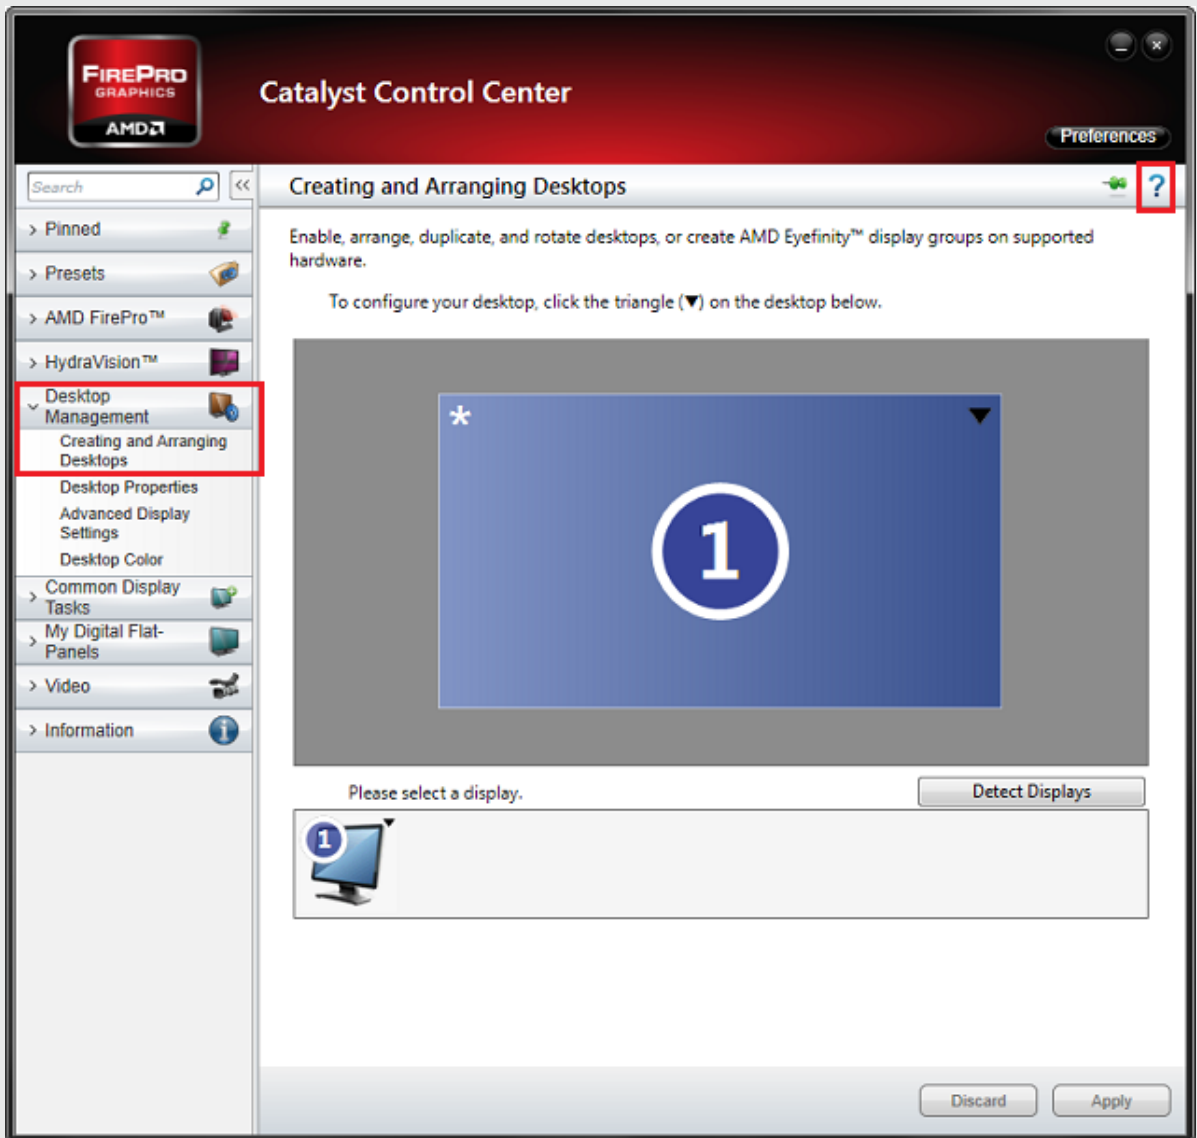 FIREPRO
GRAPHICS
AMD
Catalyst Control Center
Preferences
Search
<<
Creating and Arranging Desktops
?
> Pinned
> Presets
> AMD FirePro™
> HydraVision™
Desktop
Management
Creating and Arranging
Desktops
Desktop Properties
Advanced Display
Settings
Desktop Color
> Common Display
Tasks
> My Digital Flat-
Panels
> Video
> Information
Enable, arrange, duplicate, and rotate desktops, or create AMD Eyefinity™ display groups on supported
hardware.
To configure your desktop, click the triangle (▼) on the desktop below.
*
1
Please select a display.
Detect Displays
1
Discard
Apply